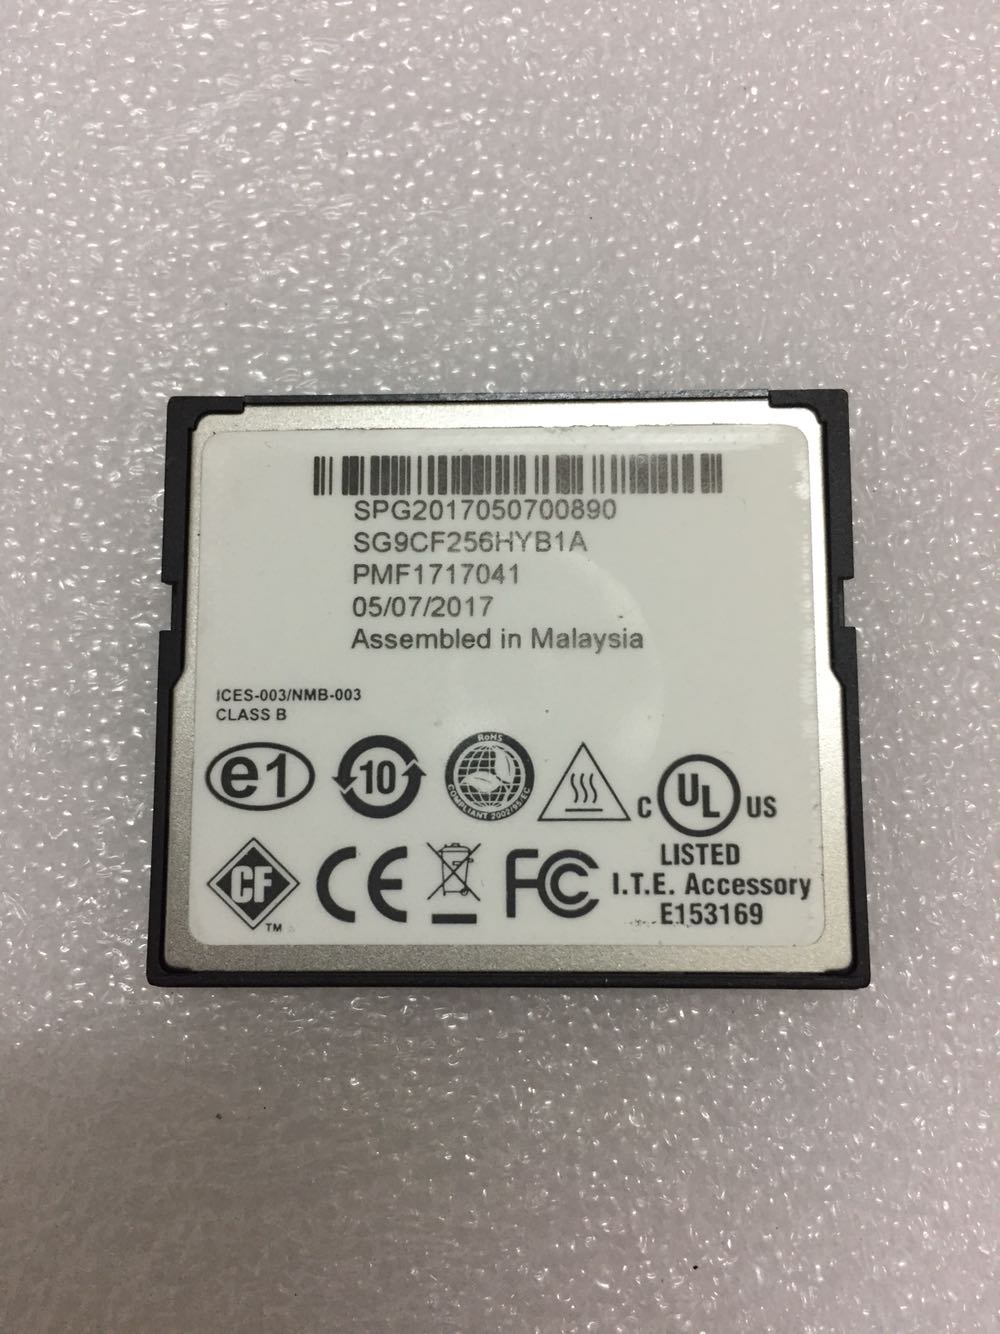 SPG2017050700890
SG9CF256HYB1A
PMF1717041
05/07/2017
Assembled in Malaysia
ICES-003/NMB-003
CLASS B
e1
10
RoHS
COMPLIANT 2002/95/EC
C UL US
LISTED
I.T.E. Accessory
E153169
CF TM
CE
FC